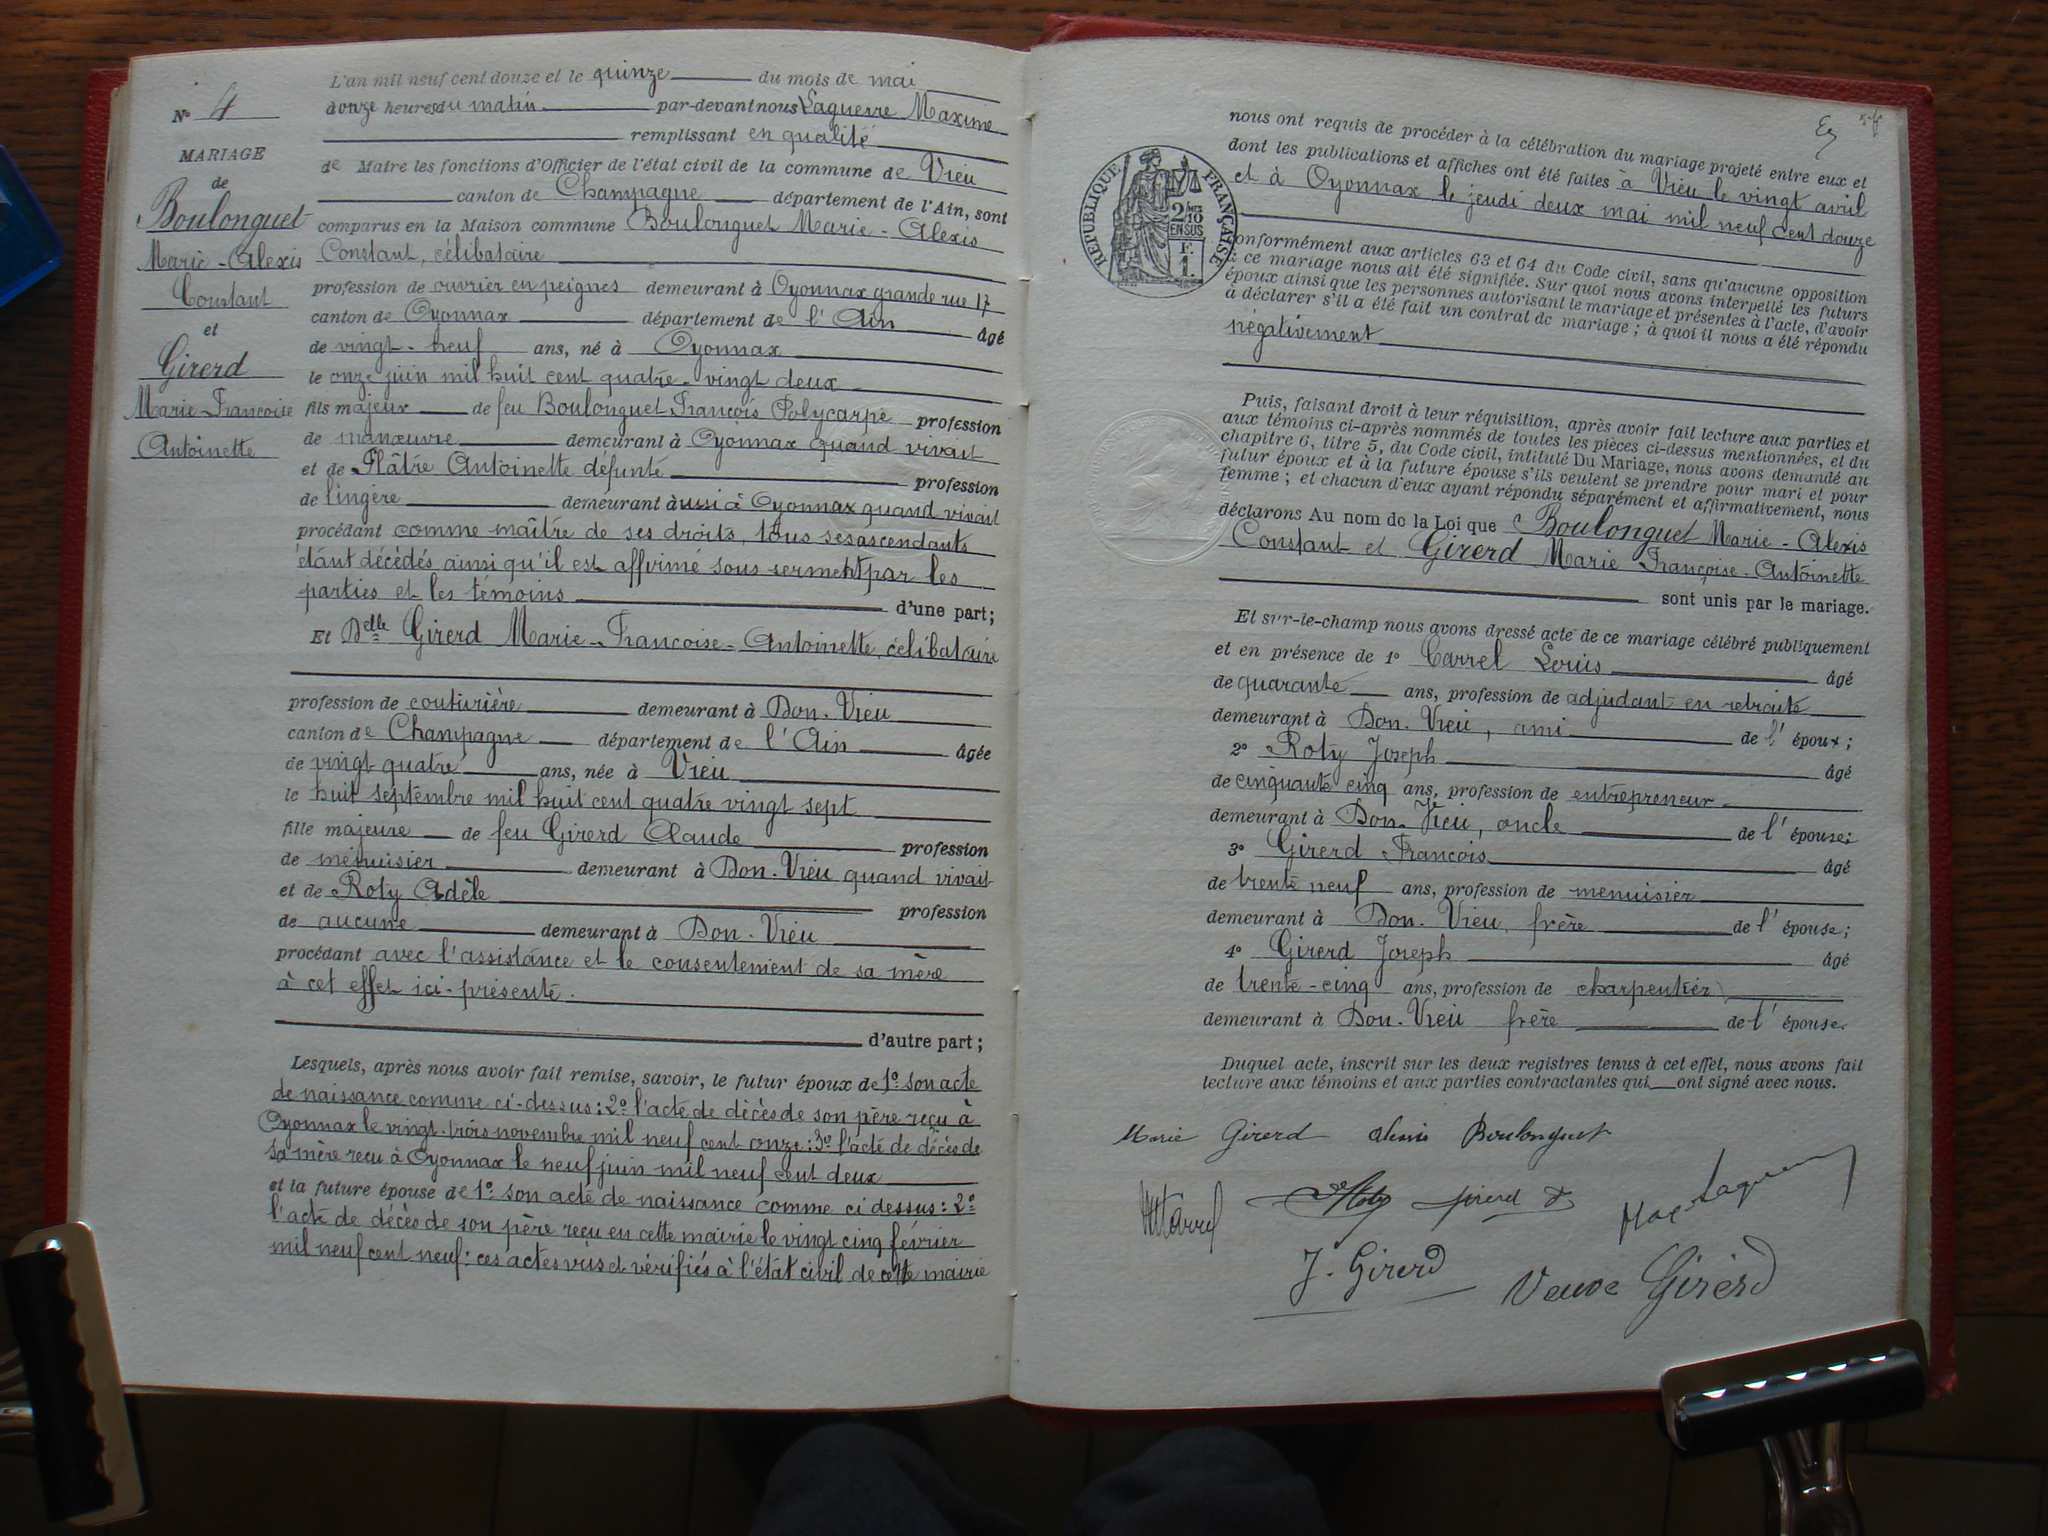 L'an mil neuf cent douze et le quinze du mois de mai
à onze heures du matin par-devant nous Laguerre Maxime
N° 4
remplissant en qualité
MARIAGE
de Maire les fonctions d'Officier de l'état civil de la commune de Vieu
de
canton de Champagne département de l'Ain, sont
Boulonguet
comparus en la Maison commune Boulonguet Marie-Alexis
Marie-Alexis
Constant, célibataire
Constant
profession de ouvrier en peignes demeurant à Oyonnax grande rue 17
et
canton de Oyonnax département de l'Ain âgé
Girerd
de vingt-neuf ans, né à Oyonnax
le onze juin mil huit cent quatre-vingt deux
Marie-Françoise
fils majeur de feu Boulonguet François Polycarpe profession
Antoinette
de manœuvre demeurant à Oyonnax quand vivait
et de Plâtre Antoinette défunte profession
de lingère demeurant aussi à Oyonnax quand vivait
procédant comme maître de ses droits, tous ses ascendants
étant décédés ainsi qu'il est affirmé sous serment par les
parties et les témoins d'une part;
Et Delle Girerd Marie-Françoise-Antoinette, célibataire
profession de couturière demeurant à Don-Vieu
canton de Champagne département de l'Ain âgée
de vingt quatre ans, née à Vieu
le huit septembre mil huit cent quatre vingt sept
fille majeure de feu Girerd Claude profession
de menuisier demeurant à Don-Vieu quand vivait
et de Roty Adèle profession
de aucune demeurant à Don-Vieu
procédant avec l'assistance et le consentement de sa mère
à cet effet ici-présente.
d'autre part;
Lesquels, après nous avoir fait remise, savoir, le futur époux de 1° son acte
de naissance comme ci-dessus: 2° l'acte de décès de son père reçu à
Oyonnax le vingt-trois novembre mil neuf cent onze: 3° l'acte de décès de
sa mère reçu à Oyonnax le neuf juin mil neuf cent deux
et la future épouse de 1° son acte de naissance comme ci dessus: 2°
l'acte de décès de son père reçu en cette mairie le vingt cinq février
mil neuf cent neuf: ces actes vus et vérifiés à l'état civil de cette mairie
nous ont requis de procéder à la célébration du mariage projeté entre eux et
dont les publications et affiches ont été faites à Vieu le vingt avril
et à Oyonnax le jeudi deux mai mil neuf cent douze
RÉPUBLIQUE FRANÇAISE
2/10
EN SUS
F.
1.
conformément aux articles 63 et 64 du Code civil, sans qu'aucune opposition
à ce mariage nous ait été signifiée. Sur quoi nous avons interpellé les futurs
époux ainsi que les personnes autorisant le mariage et présentes à l'acte, d'avoir
à déclarer s'il a été fait un contrat de mariage; à quoi il nous a été répondu
négativement
Puis, faisant droit à leur réquisition, après avoir fait lecture aux parties et
aux témoins ci-après nommés de toutes les pièces ci-dessus mentionnées, et du
chapitre 6, titre 5, du Code civil, intitulé Du Mariage, nous avons demandé au
futur époux et à la future épouse s'ils veulent se prendre pour mari et pour
femme; et chacun d'eux ayant répondu séparément et affirmativement, nous
déclarons Au nom de la Loi que Boulonguet Marie-Alexis
Constant et Girerd Marie Françoise-Antoinette
sont unis par le mariage.
Et sur-le-champ nous avons dressé acte de ce mariage célébré publiquement
et en présence de 1° Carrel Louis âgé
de quarante ans, profession de adjudant en retraite
demeurant à Don-Vieu, ami de l'époux;
2° Roty Joseph âgé
de cinquante cinq ans, profession de entrepreneur
demeurant à Don-Vieu, oncle de l'épouse;
3° Girerd François âgé
de trente neuf ans, profession de menuisier
demeurant à Don-Vieu, frère de l'épouse;
4° Girerd Joseph âgé
de trente-cinq ans, profession de charpentier
demeurant à Don-Vieu frère de l'épouse.
Duquel acte, inscrit sur les deux registres tenus à cet effet, nous avons fait
lecture aux témoins et aux parties contractantes qui ont signé avec nous.
Marie Girerd Alexis Boulonguet
Carrel Roty Girerd F Max Laguerre
J. Girerd Veuve Girerd